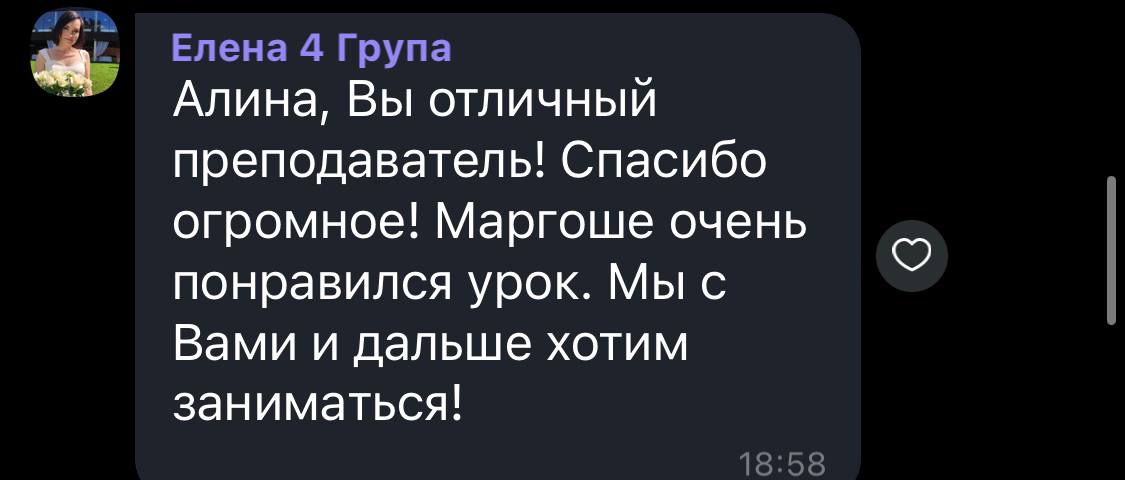 Елена 4 Група
Алина, Вы отличный
преподаватель! Спасибо
огромное! Маргоше очень
понравился урок. Мы с
Вами и дальше хотим
заниматься!
18:58